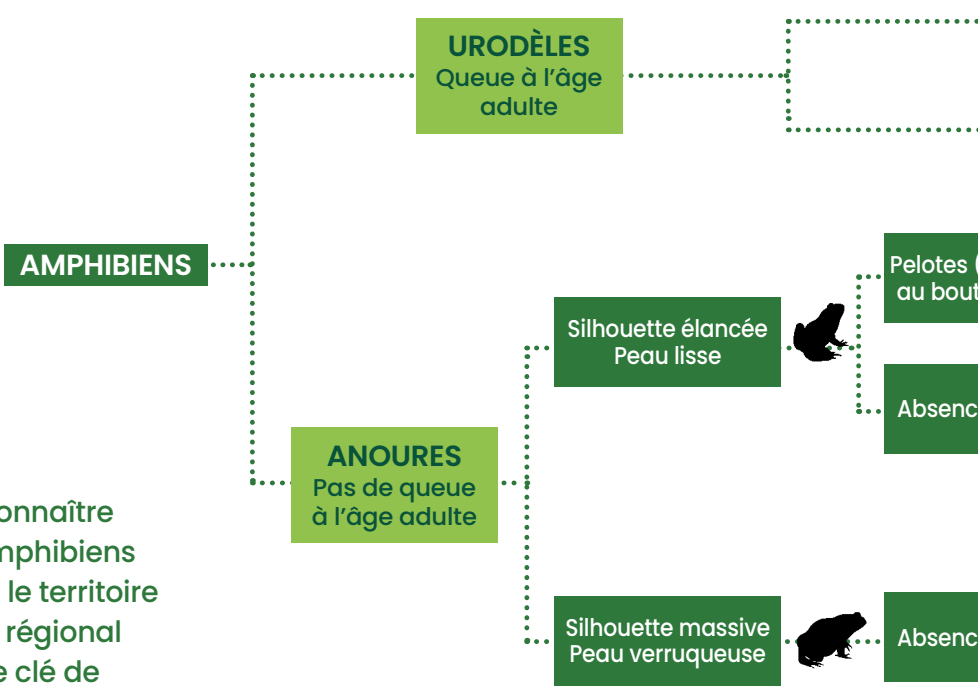 URODÈLES
Queue à l'âge
adulte
AMPHIBIENS
Pelotes (
au bout
Silhouette élancée
Peau lisse
Absenc
ANOURES
Pas de queue
à l'âge adulte
onnaître
mphibiens
le territoire
régional
e clé de
Silhouette massive
Peau verruqueuse
Absenc